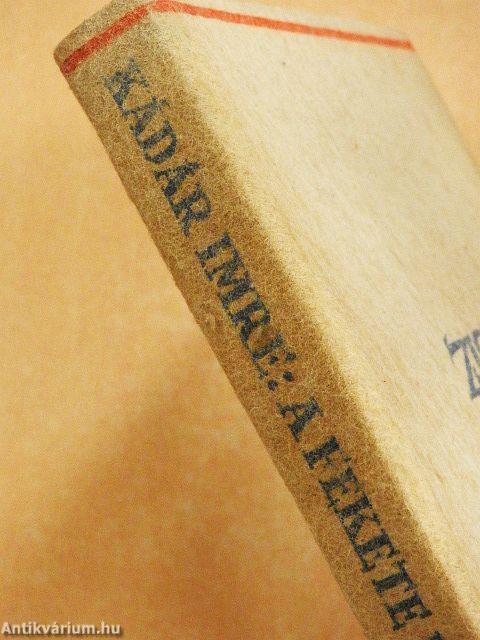 KÁDÁR IMRE: A FEKETE
Antikvárium.hu